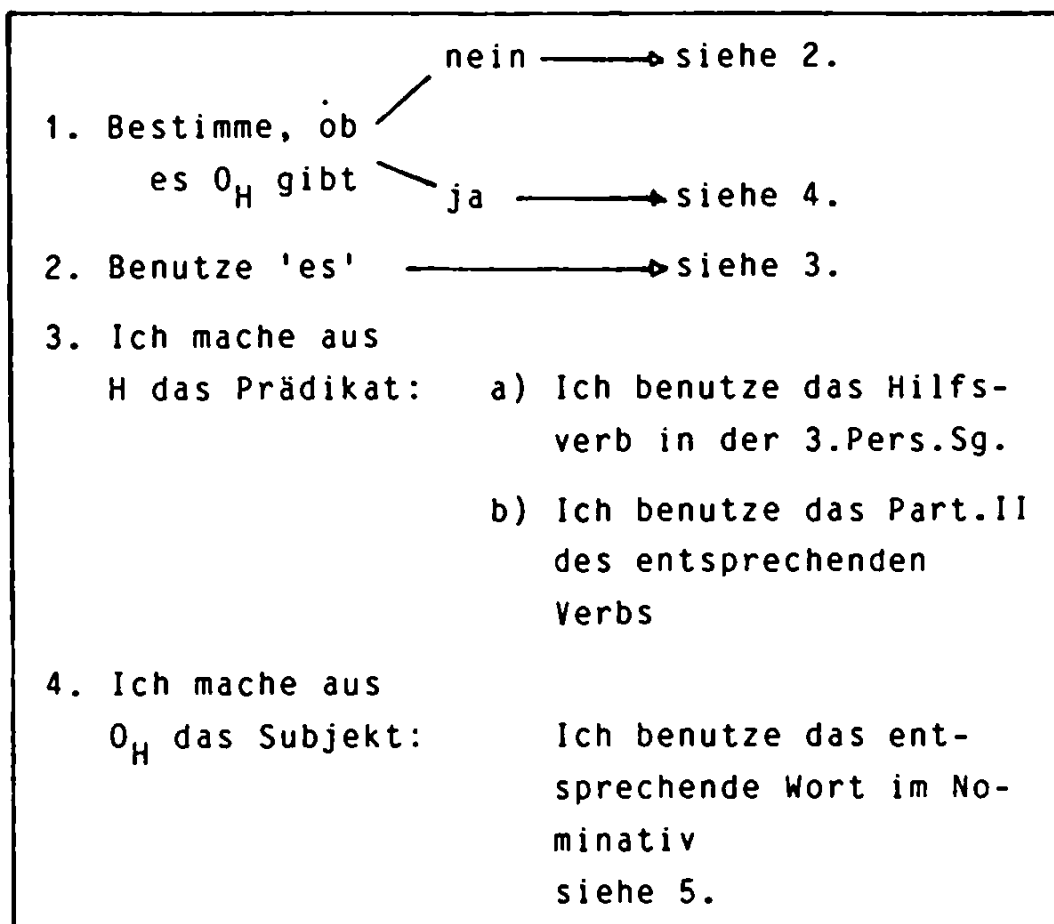 nein → siehe 2.
1. Bestimme, ob
es O_H gibt
ja → siehe 4.
2. Benutze 'es' → siehe 3.
3. Ich mache aus
H das Prädikat: a) Ich benutze das Hilfs-
verb in der 3.Pers.Sg.
b) Ich benutze das Part.II
des entsprechenden
Verbs
4. Ich mache aus
O_H das Subjekt: Ich benutze das ent-
sprechende Wort im No-
minativ
siehe 5.